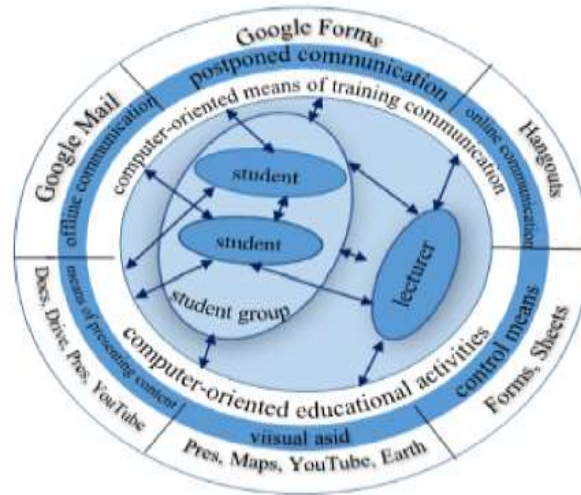 Google Forms
postponed communication
computer-oriented means of training communication
Google Mail
offline communication
online communication
Hangouts
student
student
student group
lecturer
means of presenting content
Docs, Drive, Pres, YouTube
computer-oriented educational activities
control means
Forms, Sheets
viisual asid
Pres, Maps, YouTube, Earth